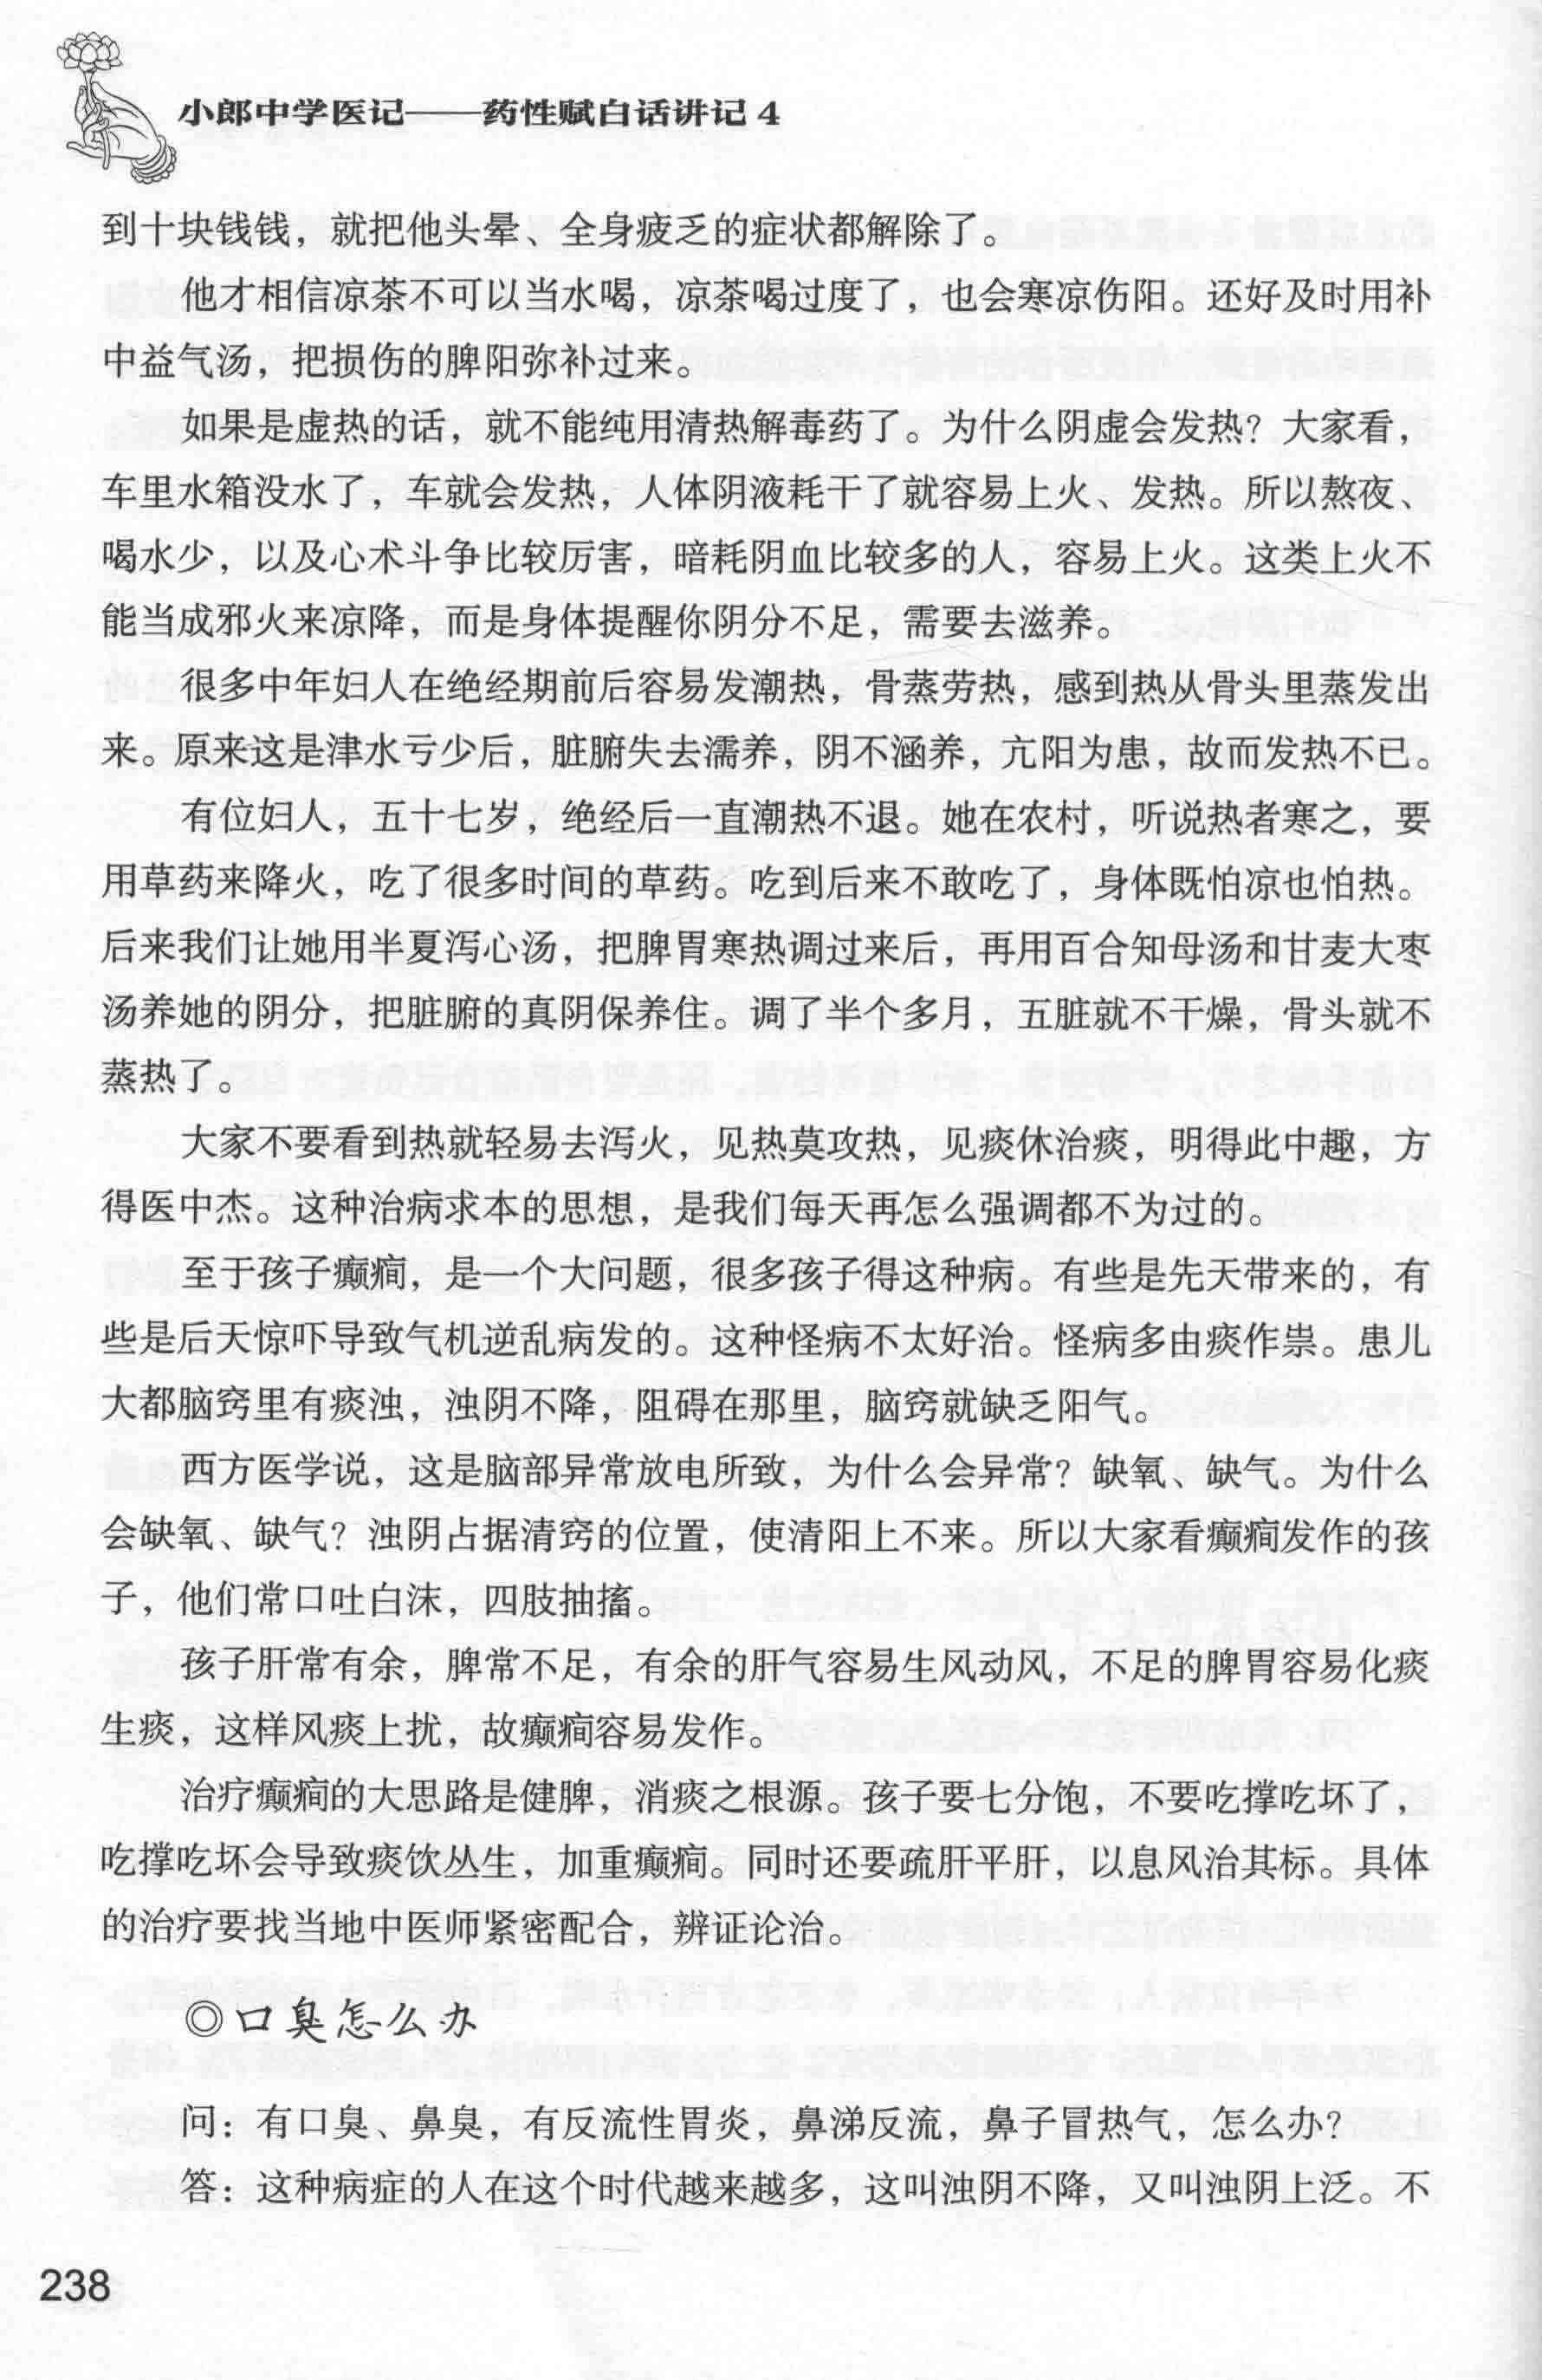 小郎中学医记——药性赋白话讲记 4
到十块钱钱，就把他头晕、全身疲乏的症状都解除了。
他才相信凉茶不可以当水喝，凉茶喝过度了，也会寒凉伤阳。还好及时用补
中益气汤，把损伤的脾阳弥补过来。
如果是虚热的话，就不能纯用清热解毒药了。为什么阴虚会发热？大家看，
车里水箱没水了，车就会发热，人体阴液耗干了就容易上火、发热。所以熬夜、
喝水少，以及心术斗争比较厉害，暗耗阴血比较多的人，容易上火。这类上火不
能当成邪火来凉降，而是身体提醒你阴分不足，需要去滋养。
很多中年妇人在绝经期前后容易发潮热，骨蒸劳热，感到热从骨头里蒸发出
来。原来这是津水亏少后，脏腑失去濡养，阴不涵养，亢阳为患，故而发热不已。
有位妇人，五十七岁，绝经后一直潮热不退。她在农村，听说热者寒之，要
用草药来降火，吃了很多时间的草药。吃到后来不敢吃了，身体既怕凉也怕热。
后来我们让她用半夏泻心汤，把脾胃寒热调过来后，再用百合知母汤和甘麦大枣
汤养她的阴分，把脏腑的真阴保养住。调了半个多月，五脏就不干燥，骨头就不
蒸热了。
大家不要看到热就轻易去泻火，见热莫攻热，见痰休治痰，明得此中趣，方
得医中杰。这种治病求本的思想，是我们每天再怎么强调都不为过的。
至于孩子癫痫，是一个大问题，很多孩子得这种病。有些是先天带来的，有
些是后天惊吓导致气机逆乱病发的。这种怪病不太好治。怪病多由痰作祟。患儿
大都脑窍里有痰浊，浊阴不降，阻碍在那里，脑窍就缺乏阳气。
西方医学说，这是脑部异常放电所致，为什么会异常？缺氧、缺气。为什么
会缺氧、缺气？浊阴占据清窍的位置，使清阳上不来。所以大家看癫痫发作的孩
子，他们常口吐白沫，四肢抽搐。
孩子肝常有余，脾常不足，有余的肝气容易生风动风，不足的脾胃容易化痰
生痰，这样风痰上扰，故癫痫容易发作。
治疗癫痫的大思路是健脾，消痰之根源。孩子要七分饱，不要吃撑吃坏了，
吃撑吃坏会导致痰饮丛生，加重癫痫。同时还要疏肝平肝，以息风治其标。具体
的治疗要找当地中医师紧密配合，辨证论治。
◎口臭怎么办
问：有口臭、鼻臭，有反流性胃炎，鼻涕反流，鼻子冒热气，怎么办？
答：这种病症的人在这个时代越来越多，这叫浊阴不降，又叫浊阴上泛。不
238